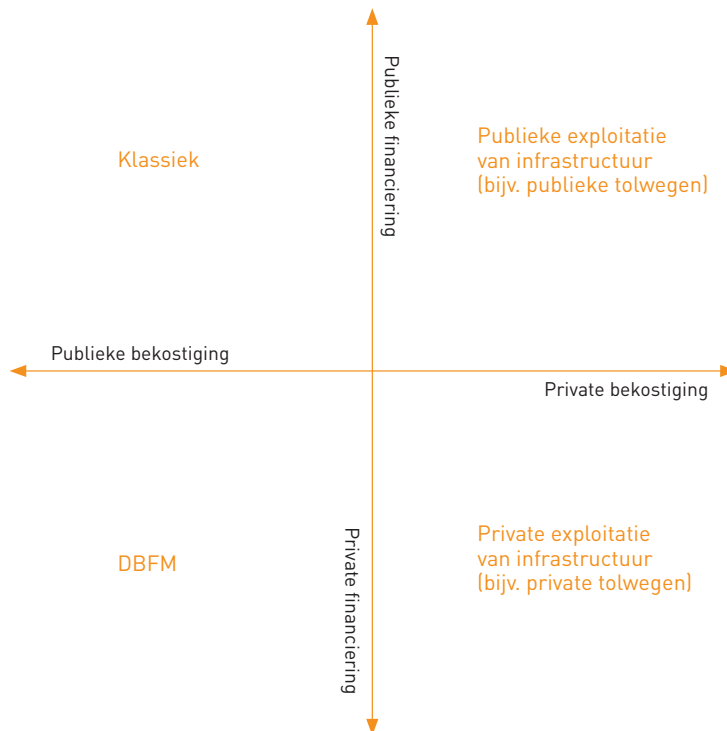 Publieke financiering
Klassiek
Publieke exploitatie
van infrastructuur
(bijv. publieke tolwegen)
Publieke bekostiging
Private bekostiging
Private financiering
DBFM
Private exploitatie
van infrastructuur
(bijv. private tolwegen)